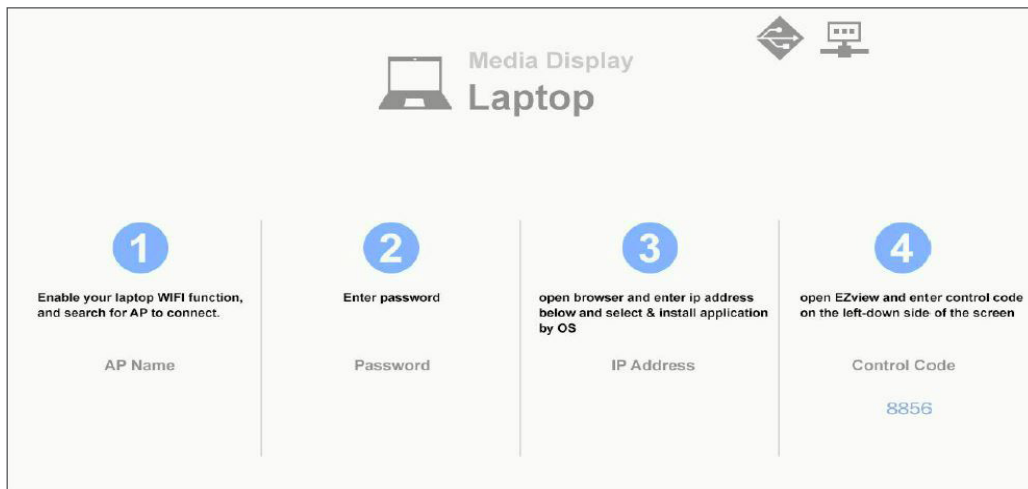 Media Display
Laptop
1
2
3
4
Enable your laptop WIFI function,
and search for AP to connect.
Enter password
open browser and enter ip address
below and select & install application
by OS
open EZview and enter control code
on the left-down side of the screen
AP Name
Password
IP Address
Control Code
8856